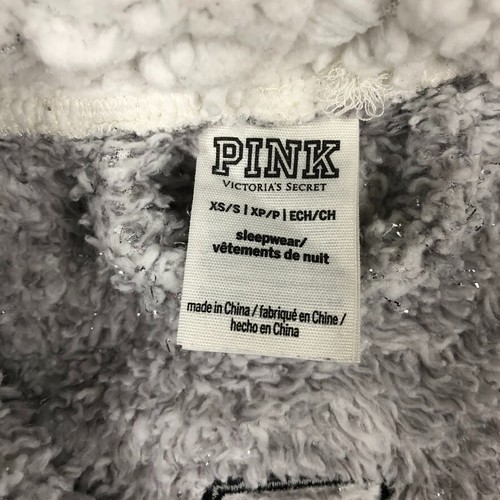 PINK
VICTORIA'S SECRET
XS/S | XP/P | ECH/CH
sleepwear/
vêtements de nuit
made in China / fabriqué en Chine /
hecho en China